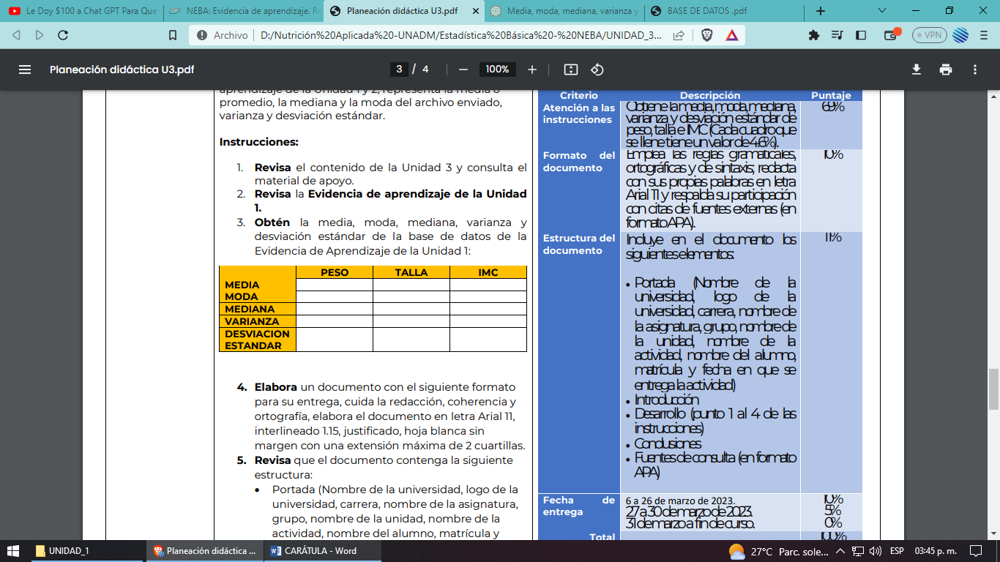 Le Doy $100 a Chat GPT Para Que
NEBA: Evidencia de aprendizaje. Re
Planeación didáctica U3.pdf
Media, moda, mediana, varianza y
BASE DE DATOS .pdf
Archivo
D:/Nutrición%20Aplicada%20-UNADM/Estadística%20Básica%20-%20NEBA/UNIDAD_3...
VPN
Planeación didáctica U3.pdf
3 / 4
100%
aprendizaje de la Unidad 1 y 2, representa la media o
promedio, la mediana y la moda del archivo enviado,
varianza y desviación estándar.
Instrucciones:
1. Revisa el contenido de la Unidad 3 y consulta el
material de apoyo.
2. Revisa la Evidencia de aprendizaje de la Unidad
1.
3. Obtén la media, moda, mediana, varianza y
desviación estándar de la base de datos de la
Evidencia de Aprendizaje de la Unidad 1:
PESO TALLA IMC
MEDIA
MODA
MEDIANA
VARIANZA
DESVIACION
ESTANDAR
4. Elabora un documento con el siguiente formato
para su entrega, cuida la redacción, coherencia y
ortografía, elabora el documento en letra Arial 11,
interlineado 1.15, justificado, hoja blanca sin
margen con una extensión máxima de 2 cuartillas.
5. Revisa que el documento contenga la siguiente
estructura:
• Portada (Nombre de la universidad, logo de la
universidad, carrera, nombre de la asignatura,
grupo, nombre de la unidad, nombre de la
actividad, nombre del alumno, matrícula y
Criterio Descripción Puntaje
Atención a las
instrucciones
Obtiene la media, moda, mediana,
varianza y desviación estándar de
peso, talla e IMC (Cada cuadro que
se llene tiene un valor de 4.6%).
69%
Formato del
documento
Emplea las reglas gramaticales,
ortográficas y de sintaxis; redacta
con sus propias palabras en letra
Arial 11 y respalda su participación
con citas de fuentes externas (en
formato APA).
10%
Estructura del
documento
Incluye en el documento los
siguientes elementos:
11%
• Portada (Nombre de la
universidad, logo de la
universidad, carrera, nombre de
la asignatura, grupo, nombre de
la unidad, nombre de la
actividad, nombre del alumno,
matrícula y fecha en que se
entrega la actividad)
• Introducción
• Desarrollo (punto 1 al 4 de las
instrucciones)
• Conclusiones
• Fuentes de consulta (en formato
APA)
Fecha de
entrega
6 a 26 de marzo de 2023.
27 a 30 de marzo de 2023.
31 de marzo a fin de curso.
10%
5%
0%
Total
100%
UNIDAD_1
Planeación didáctica ...
CARÁTULA - Word
27°C Parc. sole...
ESP
03:45 p. m.